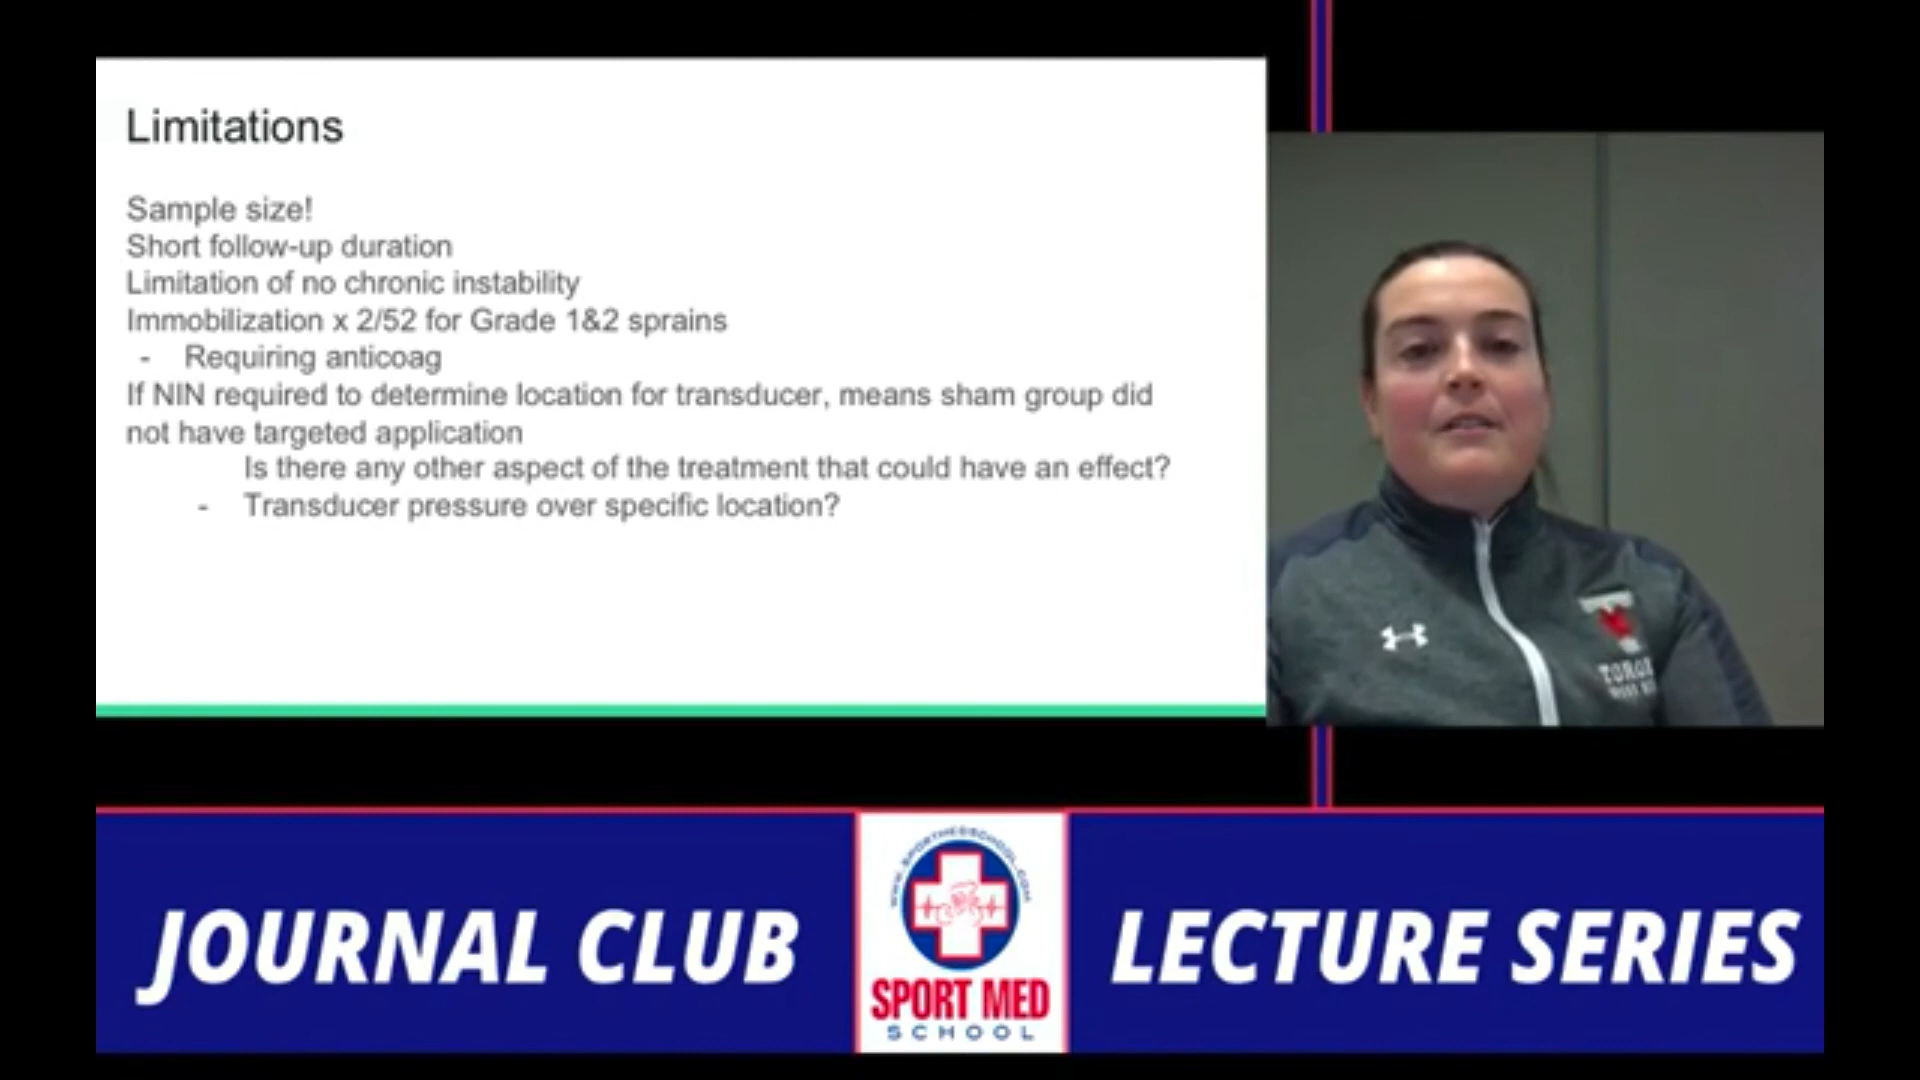 Limitations
Sample size!
Short follow-up duration
Limitation of no chronic instability
Immobilization x 2/52 for Grade 1&2 sprains
- Requiring anticoag
If NIN required to determine location for transducer, means sham group did
not have targeted application
Is there any other aspect of the treatment that could have an effect?
- Transducer pressure over specific location?
JOURNAL CLUB
WWW.SPORTMEDSCHOOL.COM
SPORT MED
SCHOOL
LECTURE SERIES